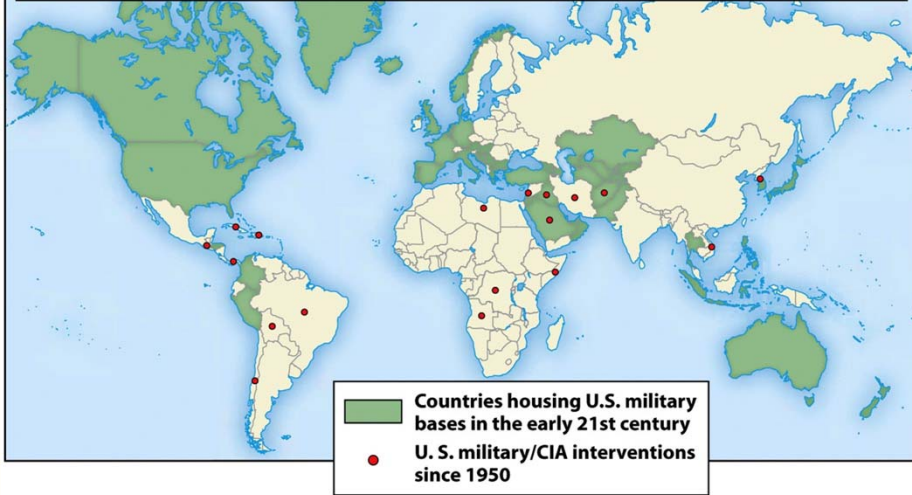 Countries housing U.S. military
bases in the early 21st century
U. S. military/CIA interventions
since 1950